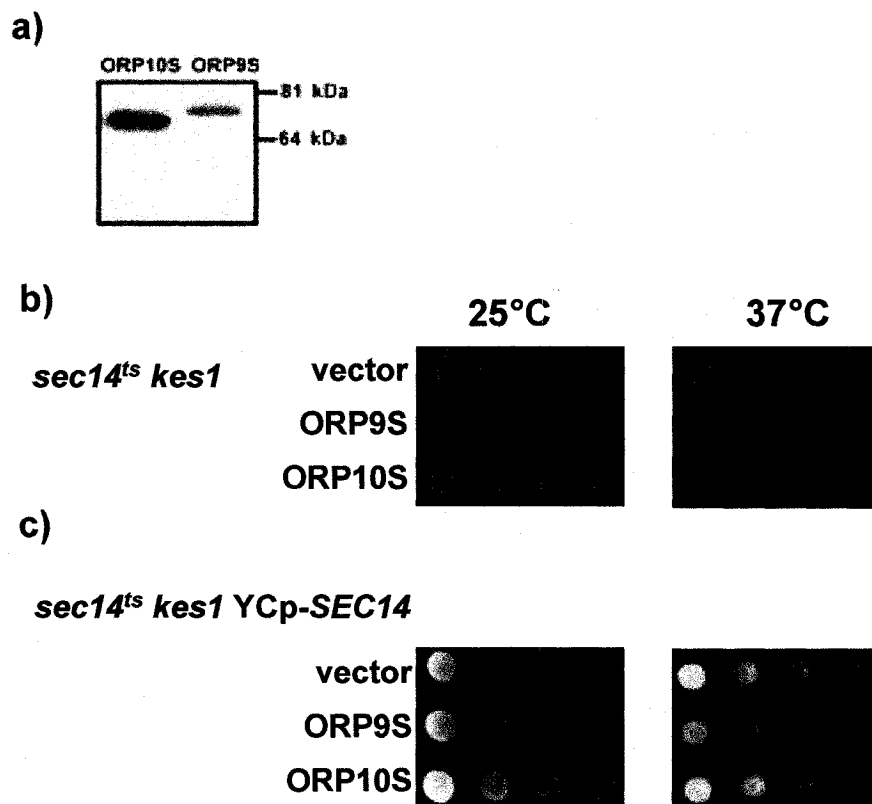 a)
ORP10S ORP9S
81 kDa
64 kDa
b)
25°C 37°C
sec14ts kes1
vector
ORP9S
ORP10S
c)
sec14ts kes1 YCp-SEC14
vector
ORP9S
ORP10S